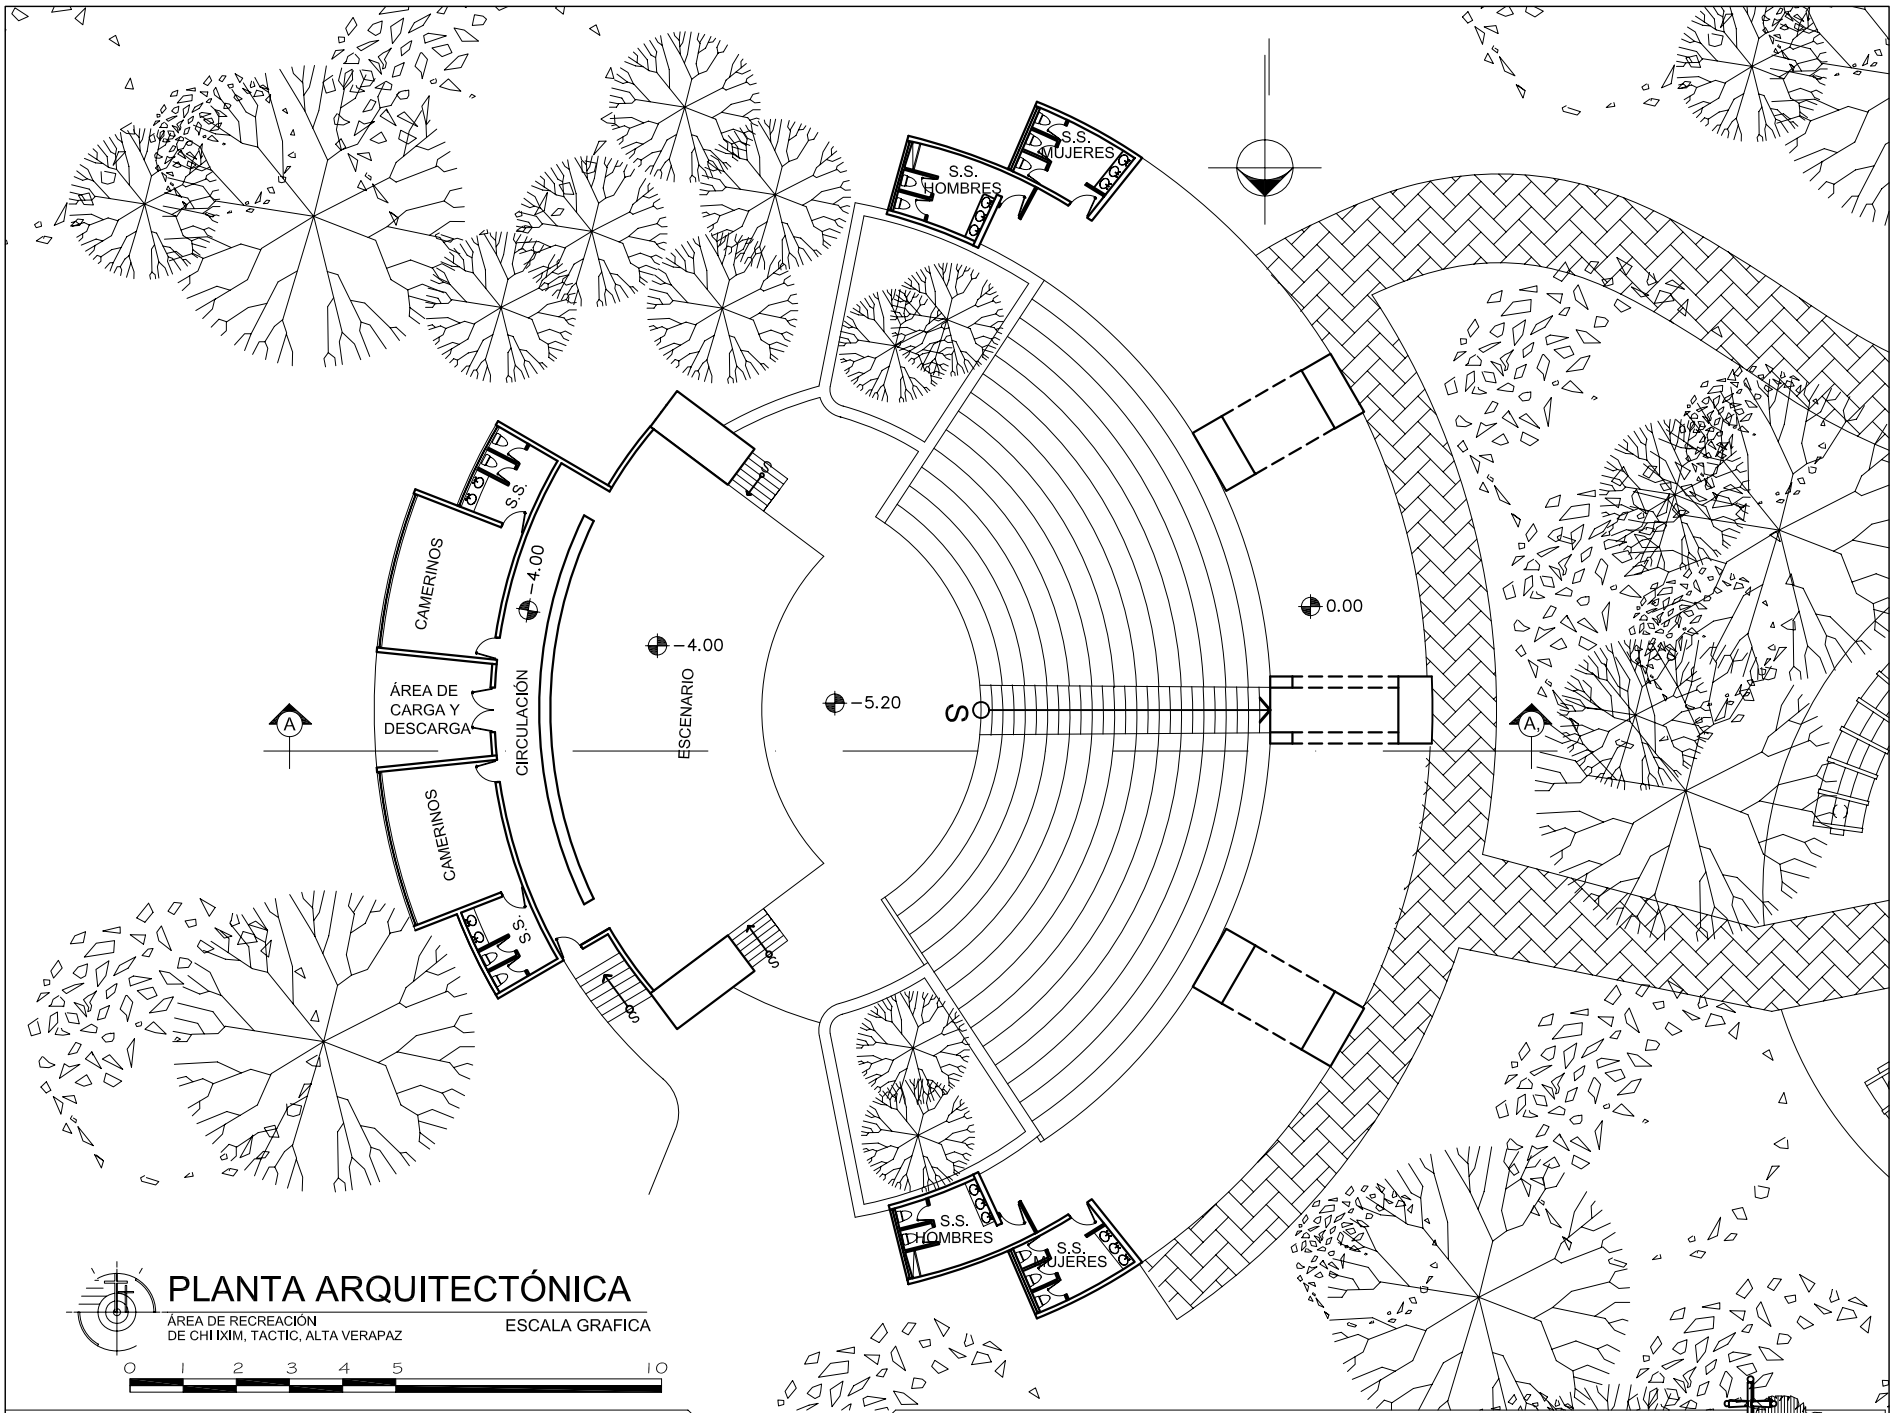 S.S.
MUJERES
S.S.
HOMBRES
S
S.S.
CAMERINOS
-4.00
0.00
-4.00
ÁREA DE
CARGA Y
DESCARGA
CIRCULACIÓN
ESCENARIO
-5.20
S
A
A,
CAMERINOS
S.S.
S
S
S.S.
HOMBRES
S.S.
MUJERES
PLANTA ARQUITECTÓNICA
ÁREA DE RECREACIÓN
DE CHI IXIM, TACTIC, ALTA VERAPAZ
ESCALA GRAFICA
0 1 2 3 4 5 10